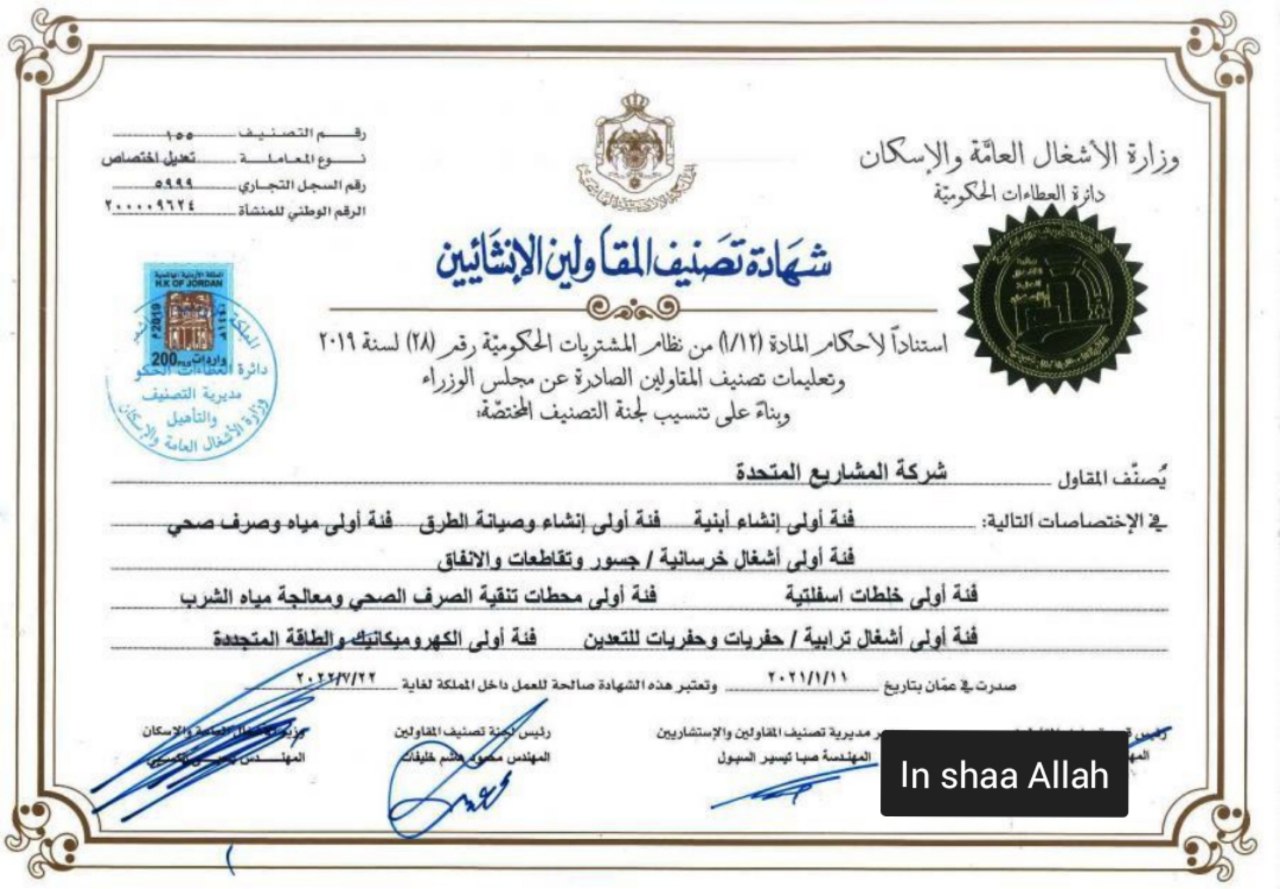 وزارة الأشغال العامَّة والإسكان
دائرة العطاءات الحكوميّة
رقم التصنيف ١٥٥
نوع المعاملة تعديل اختصاص
رقم السجل التجاري ٥٩٩٩
الرقم الوطني للمنشأة ٢٠٠٠٠٩٦٢٤
شهادة تصنيف المقاولين الإنشائيين
H.K OF JORDAN
2019
200 FILS
واردات
دائرة العطاءات الحكو
مديرية التصنيف
والتأهيل
وزارة الأشغال العامة والإسكان
استناداً لأحكام المادة (١/١٢) من نظام المشتريات الحكوميّة رقم (٢٨) لسنة ٢٠١٩
وتعليمات تصنيف المقاولين الصادرة عن مجلس الوزراء
وبناءً على تنسيب لجنة التصنيف المختصّة،
يُصنّف المقاول شركة المشاريع المتحدة
في الإختصاصات التالية: فئة أولى إنشاء أبنية فئة أولى إنشاء وصيانة الطرق فئة أولى مياه وصرف صحي
فئة أولى أشغال خرسانية / جسور وتقاطعات والانفاق
فئة أولى خلطات اسفلتية فئة أولى محطات تنقية الصرف الصحي ومعالجة مياه الشرب
فئة أولى أشغال ترابية / حفريات وحفريات للتعدين فئة أولى الكهروميكانيك والطاقة المتجددة
صدرت في عمّان بتاريخ ٢٠٢١/١/١١ وتعتبر هذه الشهادة صالحة للعمل داخل المملكة لغاية ٢٠٢٢/٧/٢٢
مديرية تصنيف المقاولين والإستشاريين
المهندسة صبا تيسير السبول
رئيس لجنة تصنيف المقاولين
المهندس محمود هاشم خليفات
وزير الأشغال العامة والاسكان
المهندس يحيى
In shaa Allah